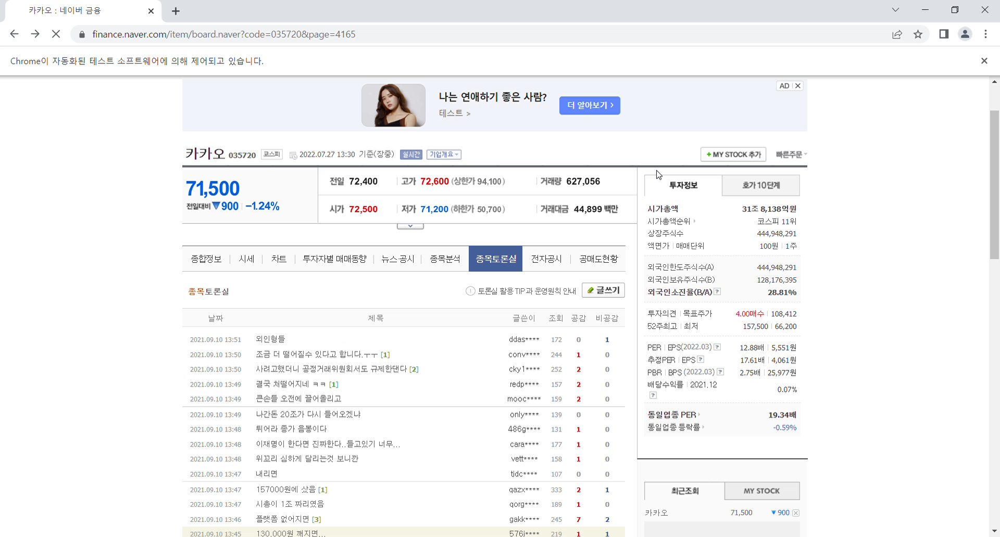 카카오 : 네이버 금융
finance.naver.com/item/board.naver?code=035720&page=4165
Chrome이 자동화된 테스트 소프트웨어에 의해 제어되고 있습니다.
AD
나는 연애하기 좋은 사람?
테스트 >
더 알아보기 >
카카오 035720 코스피 2022.07.27 13:30 기준(장중) 실시간 기업개요
+ MY STOCK 추가 빠른주문
71,500
전일대비 ▼900 -1.24%
전일 72,400 고가 72,600 (상한가 94,100) 거래량 627,056
시가 72,500 저가 71,200 (하한가 50,700) 거래대금 44,899 백만
종합정보 시세 차트 투자자별 매매동향 뉴스·공시 종목분석 종목토론실 전자공시 공매도현황
종목토론실
토론실 활용 TIP과 운영원칙 안내 글쓰기
날짜 제목 글쓴이 조회 공감 비공감
2021.09.10 13:51 외인형들 ddas**** 172 0 1
2021.09.10 13:50 조금 더 떨어질수 있다고 합니다.ㅜㅜ [1] conv**** 244 1 0
2021.09.10 13:50 사려고했더니 공정거래위원회서도 규제한댄다 [2] cky1**** 252 2 0
2021.09.10 13:49 결국 쳐떨어지네 ㅋㅋ [1] redp**** 157 2 0
2021.09.10 13:49 큰손들 오전에 끌어올리고 mooc**** 159 2 0
2021.09.10 13:49 나간돈 20조가 다시 들어오겠냐 only**** 139 0 0
2021.09.10 13:48 튀어라 종가 음봉이다 486g**** 131 1 0
2021.09.10 13:48 이재명이 한다면 진짜한다..들고있기 너무... cara**** 177 1 0
2021.09.10 13:48 위꼬리 심하게 달리는것 보니깐 vett**** 158 1 0
2021.09.10 13:47 내리면 tjdc**** 107 0 0
2021.09.10 13:47 157000원에 샀음 [1] qazx**** 333 2 1
2021.09.10 13:47 시총이 1조 짜리였음 qorg**** 189 1 0
2021.09.10 13:46 플랫폼 없어지면 [3] gakk**** 245 7 2
2021.09.10 13:45 130,000원 깨지면... 576j**** 219 1 1
투자정보 호가 10단계
시가총액 31조 8,138억원
시가총액순위 코스피 11위
상장주식수 444,948,291
액면가 매매단위 100원 1주
외국인한도주식수(A) 444,948,291
외국인보유주식수(B) 128,176,395
외국인소진율(B/A) ? 28.81%
투자의견 목표주가 4.00매수 108,412
52주최고 최저 157,500 66,200
PER EPS(2022.03) ? 12.88배 5,551원
추정PER EPS ? 17.61배 4,061원
PBR BPS (2022.03) ? 2.75배 25,977원
배당수익률 2021.12 0.07%
?
동일업종 PER 19.34배
동일업종 등락률 -0.59%
최근조회 MY STOCK
카카오 71,500 ▼900